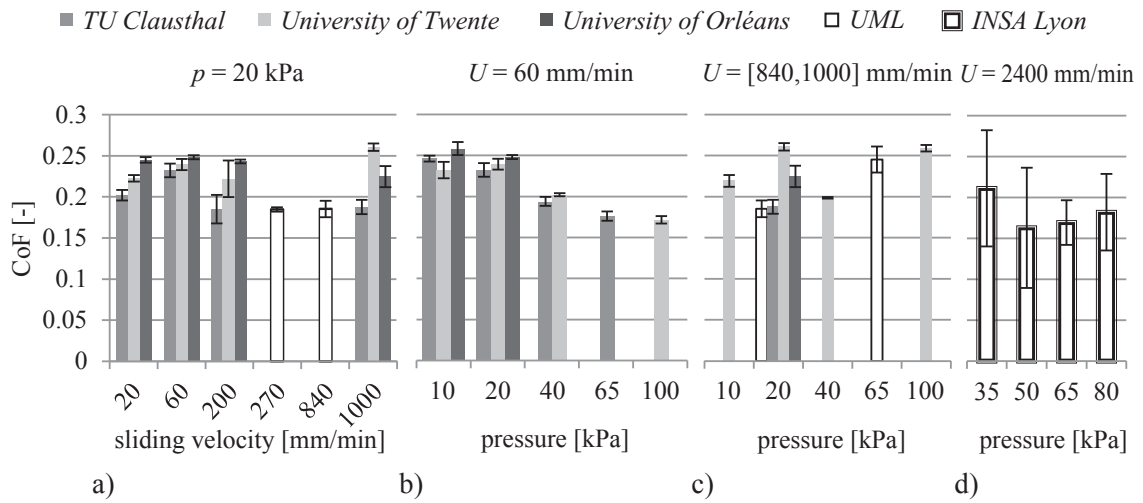 TU Clausthal University of Twente University of Orléans UML INSA Lyon
p = 20 kPa U = 60 mm/min U = [840,1000] mm/min U = 2400 mm/min
CoF [-]
0.3
0.25
0.2
0.15
0.1
0.05
0
20 60 200 270 840 1000 10 20 40 65 100 10 20 40 65 100 35 50 65 80
sliding velocity [mm/min] pressure [kPa] pressure [kPa] pressure [kPa]
a) b) c) d)